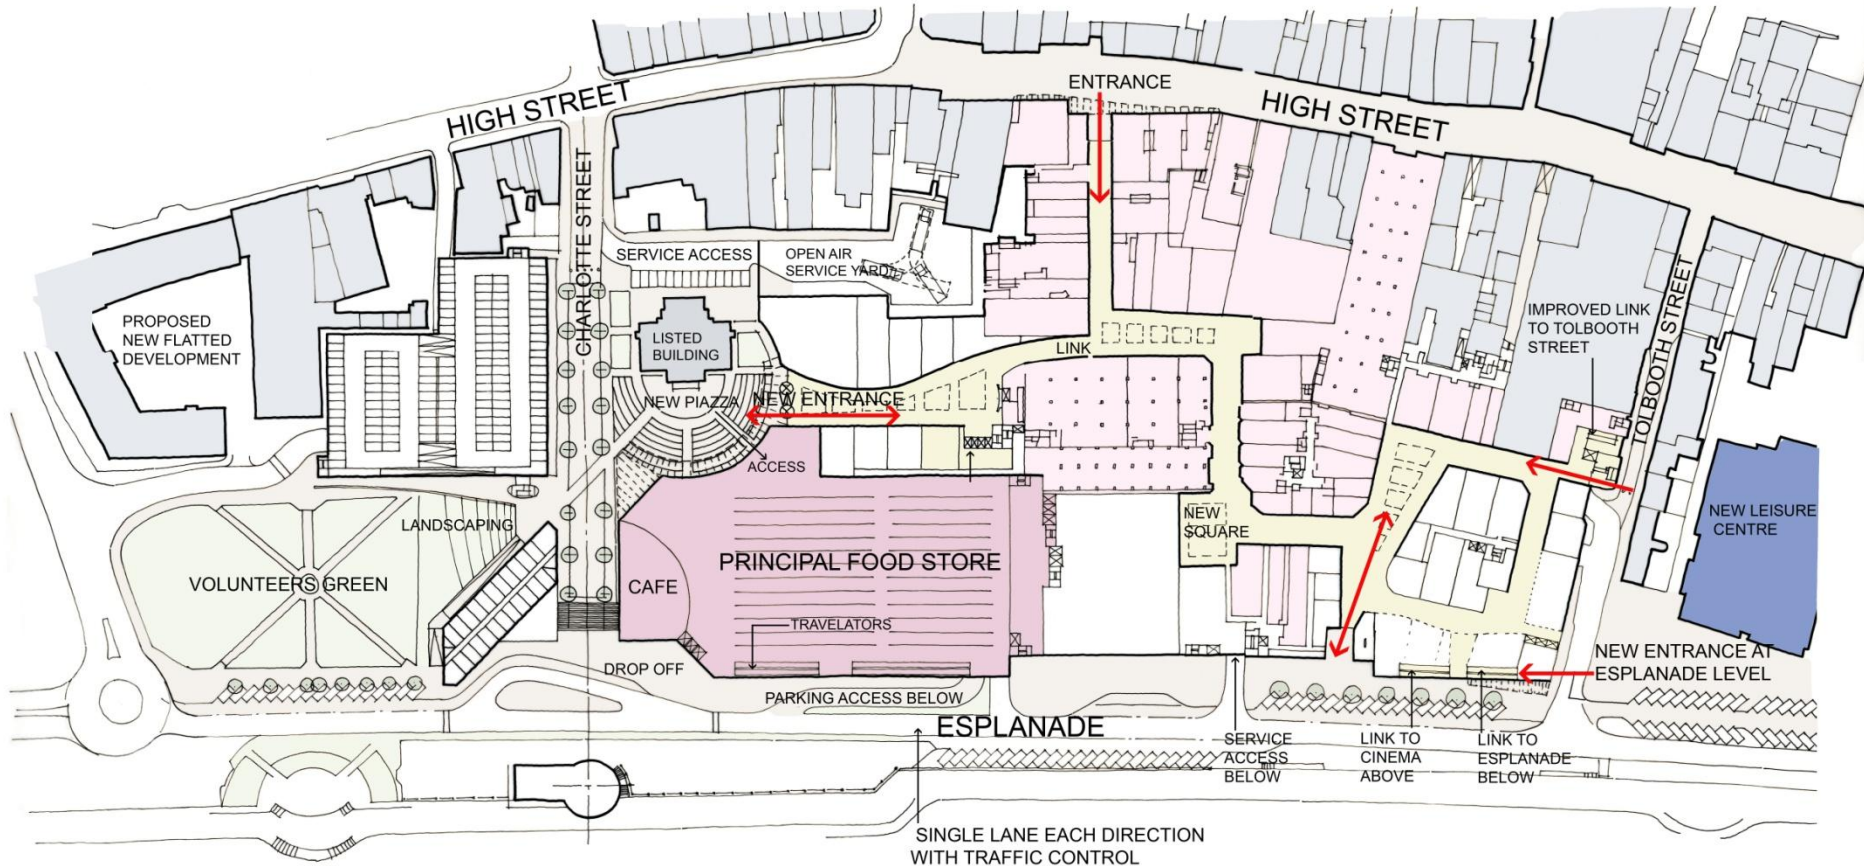 ENTRANCE
HIGH STREET
HIGH STREET
CHARLOTTE STREET
SERVICE ACCESS
OPEN AIR
SERVICE YARD
PROPOSED
NEW FLATTED
DEVELOPMENT
LISTED
BUILDING
LINK
IMPROVED LINK
TO TOLBOOTH
STREET
TOLBOOTH STREET
NEW PIAZZA
NEW ENTRANCE
ACCESS
LANDSCAPING
NEW
SQUARE
NEW LEISURE
CENTRE
VOLUNTEERS GREEN
CAFE
PRINCIPAL FOOD STORE
TRAVELATORS
DROP OFF
PARKING ACCESS BELOW
NEW ENTRANCE AT
ESPLANADE LEVEL
ESPLANADE
SERVICE
ACCESS
BELOW
LINK TO
CINEMA
ABOVE
LINK TO
ESPLANADE
BELOW
SINGLE LANE EACH DIRECTION
WITH TRAFFIC CONTROL